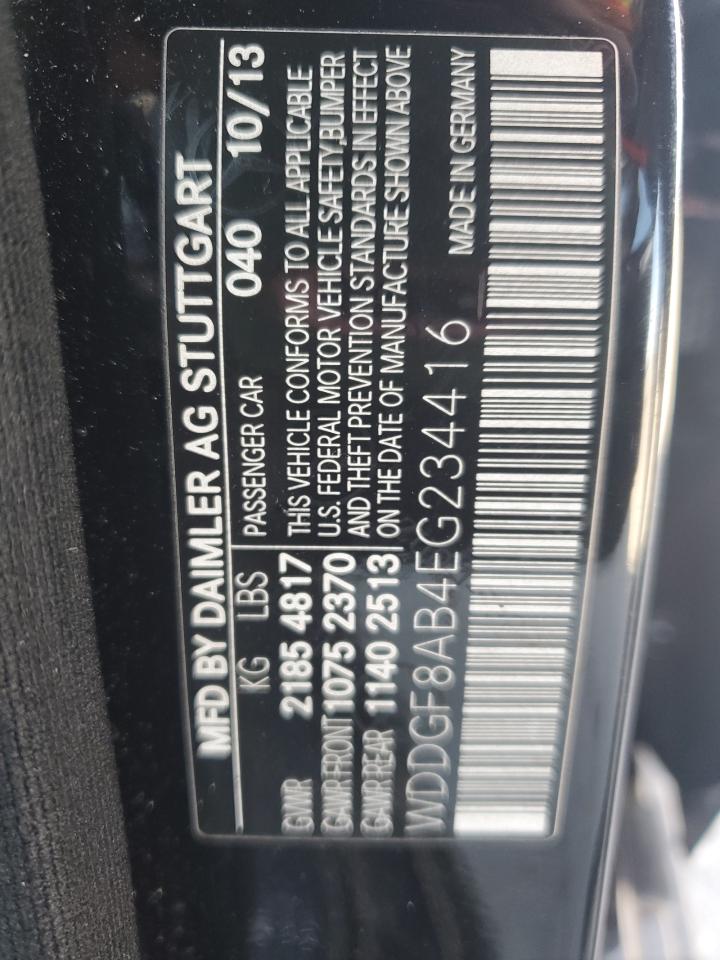 MFD BY DAIMLER AG STUTTGART
KG LBS PASSENGER CAR 040 10/13
GVWR 2185 4817
GAWR FRONT 1075 2370
GAWR REAR 1140 2513
THIS VEHICLE CONFORMS TO ALL APPLICABLE
U.S. FEDERAL MOTOR VEHICLE SAFETY, BUMPER
AND THEFT PREVENTION STANDARDS IN EFFECT
ON THE DATE OF MANUFACTURE SHOWN ABOVE
WDDGF8AB4EG234416 MADE IN GERMANY